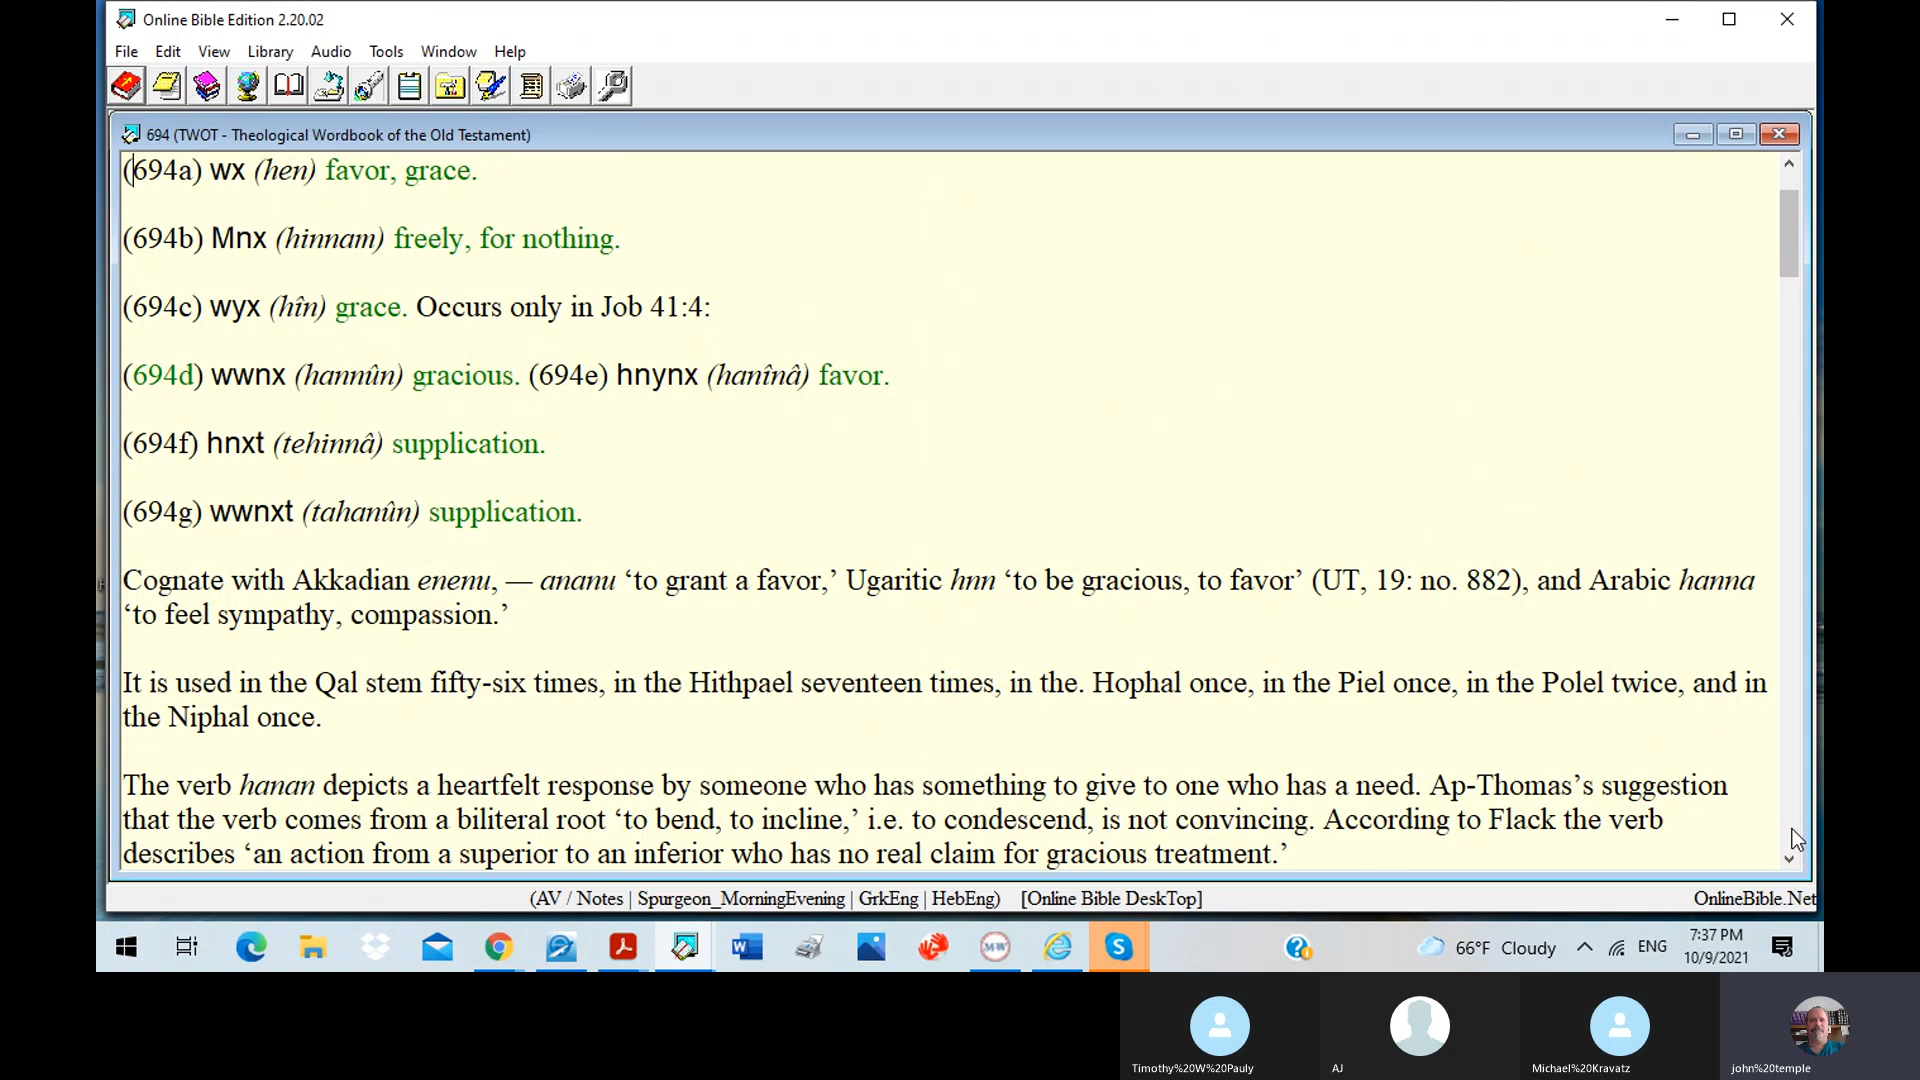 Online Bible Edition 2.20.02
File Edit View Library Audio Tools Window Help
694 (TWOT - Theological Wordbook of the Old Testament)
(694a) wx (hen) favor, grace.
(694b) Mnx (hinnam) freely, for nothing.
(694c) wyx (hîn) grace. Occurs only in Job 41:4:
(694d) wwnx (hannûn) gracious. (694e) hnynx (hanînâ) favor.
(694f) hnxt (tehinnâ) supplication.
(694g) wwnxt (tahanûn) supplication.
Cognate with Akkadian enenu, — ananu ‘to grant a favor,’ Ugaritic hnn ‘to be gracious, to favor’ (UT, 19: no. 882), and Arabic hanna
‘to feel sympathy, compassion.’
It is used in the Qal stem fifty-six times, in the Hithpael seventeen times, in the. Hophal once, in the Piel once, in the Polel twice, and in
the Niphal once.
The verb hanan depicts a heartfelt response by someone who has something to give to one who has a need. Ap-Thomas’s suggestion
that the verb comes from a biliteral root ‘to bend, to incline,’ i.e. to condescend, is not convincing. According to Flack the verb
describes ‘an action from a superior to an inferior who has no real claim for gracious treatment.’
(AV / Notes | Spurgeon_MorningEvening | GrkEng | HebEng) [Online Bible DeskTop] OnlineBible.Net
66°F Cloudy ENG 7:37 PM
10/9/2021
Timothy%20W%20Pauly AJ Michael%20Kravatz john%20temple